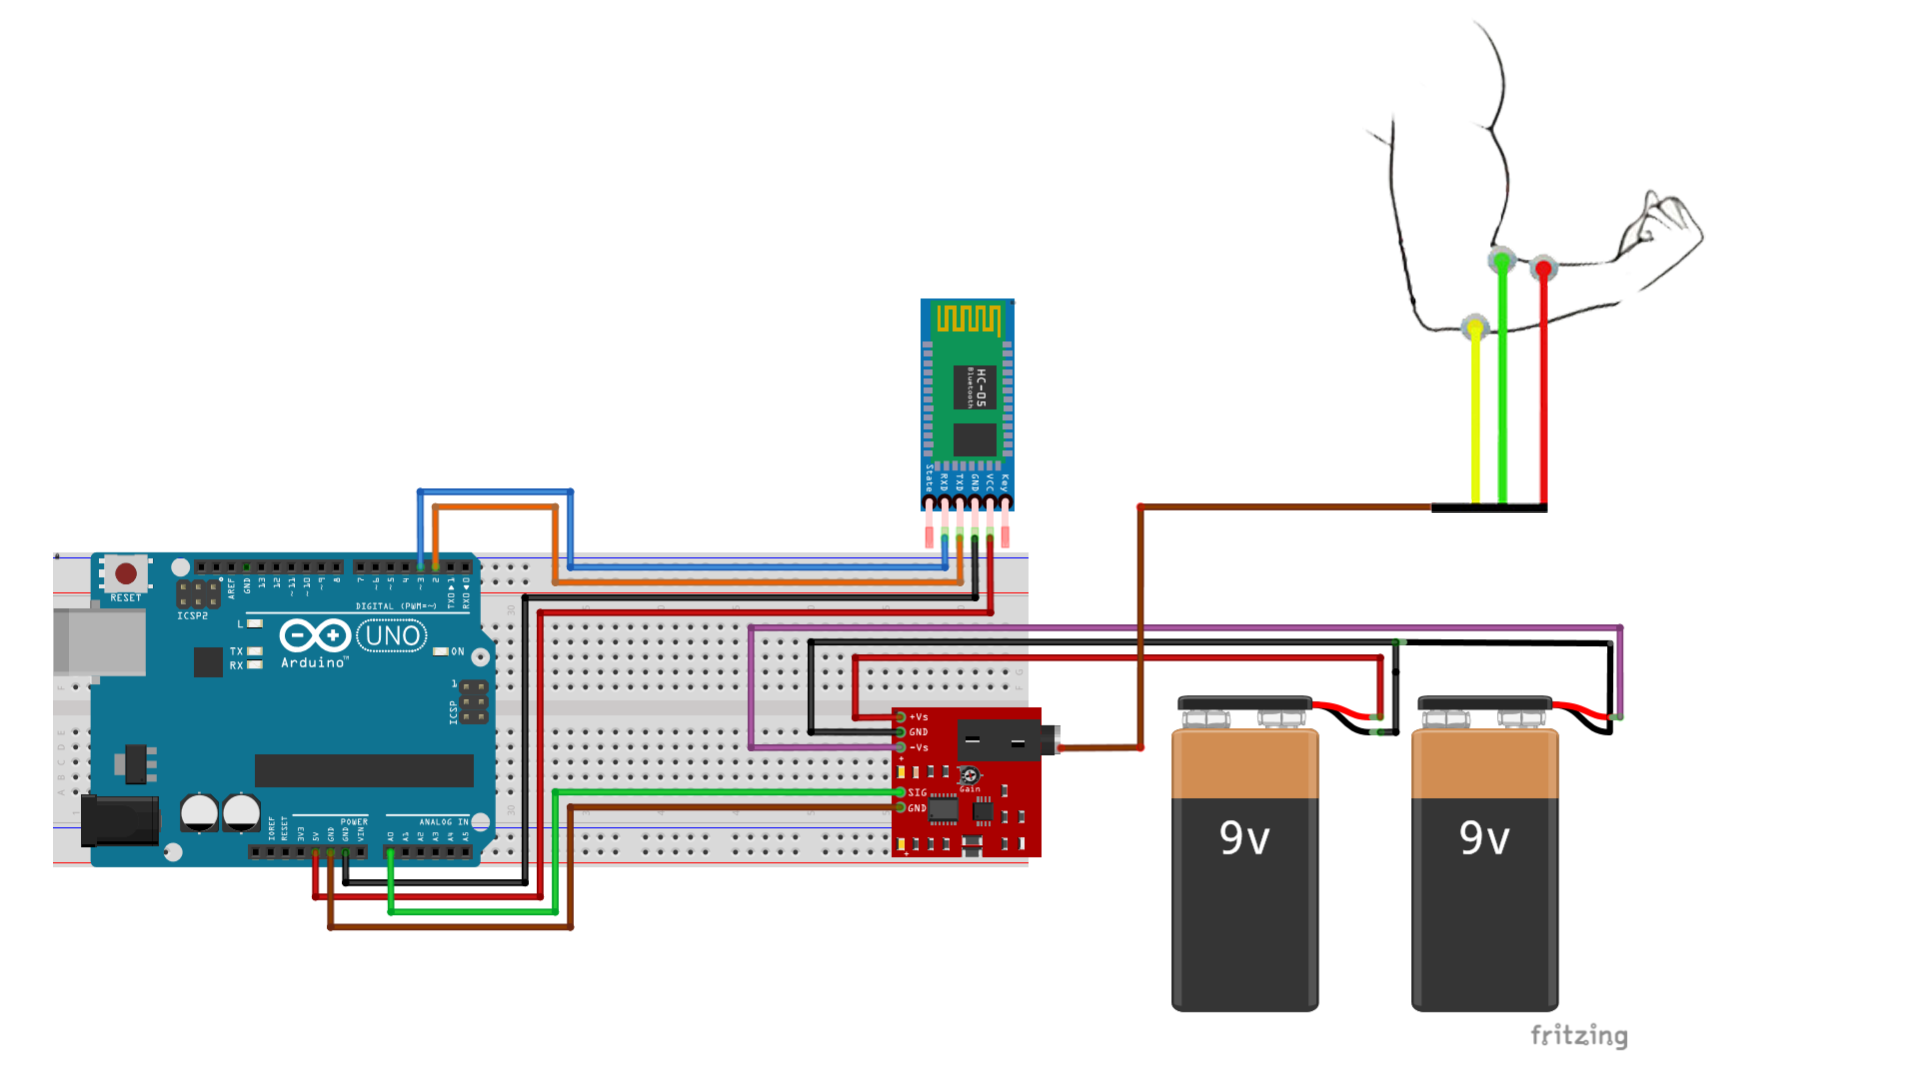 HC-05
Bluetooth
State
RXD
TXD
GND
VCC
Key
RESET
ICSP2
AREF
GND
13
12
~11
~10
~9
8
7
~6
~5
4
~3
2
TXD▶1
RXD◀0
DIGITAL (PWM=~)
L
TX
RX
UNO
Arduino™
ON
1
ICSP
IOREF
RESET
3V3
5V
GND
GND
VIN
POWER
A0
A1
A2
A3
A4
A5
ANALOG IN
+Vs
GND
-Vs
Gain
SIG
GND
9v
9v
fritzing